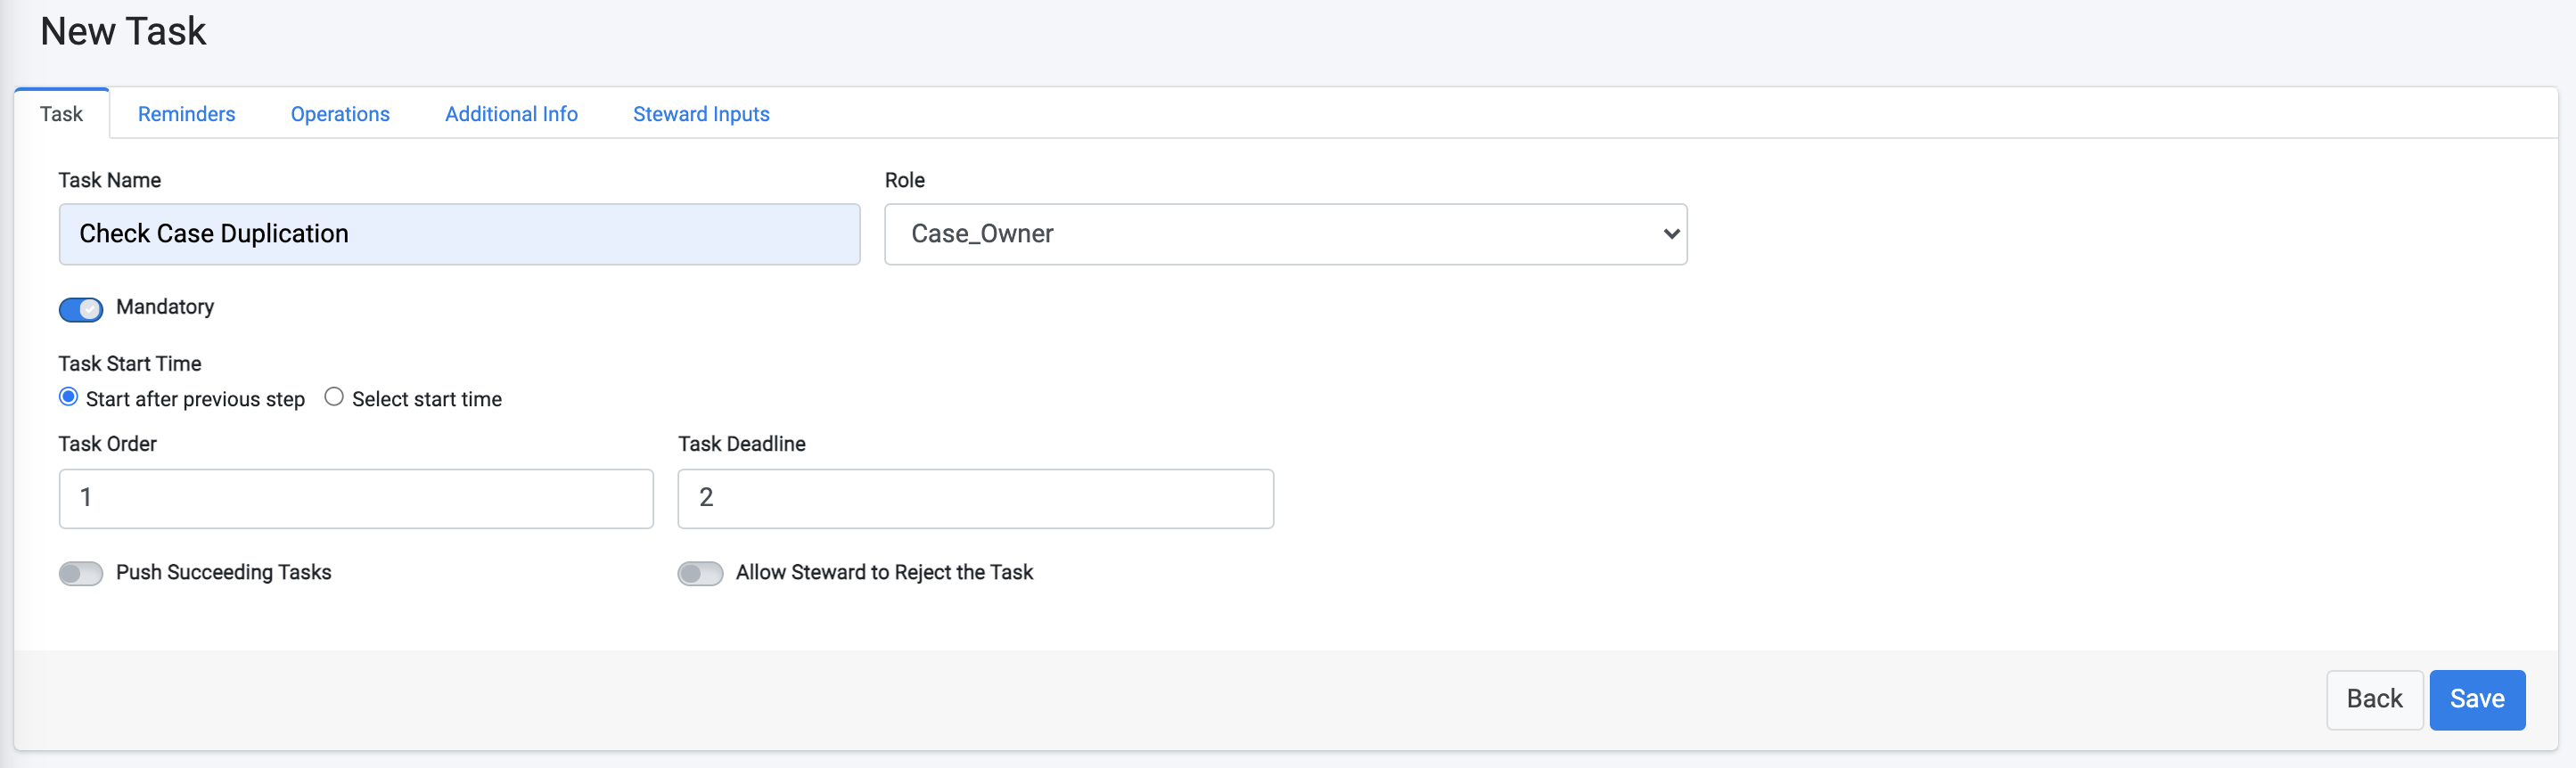 New Task
Task Reminders Operations Additional Info Steward Inputs
Task Name Role
Check Case Duplication Case_Owner
Mandatory
Task Start Time
Start after previous step Select start time
Task Order Task Deadline
1 2
Push Succeeding Tasks Allow Steward to Reject the Task
Back Save